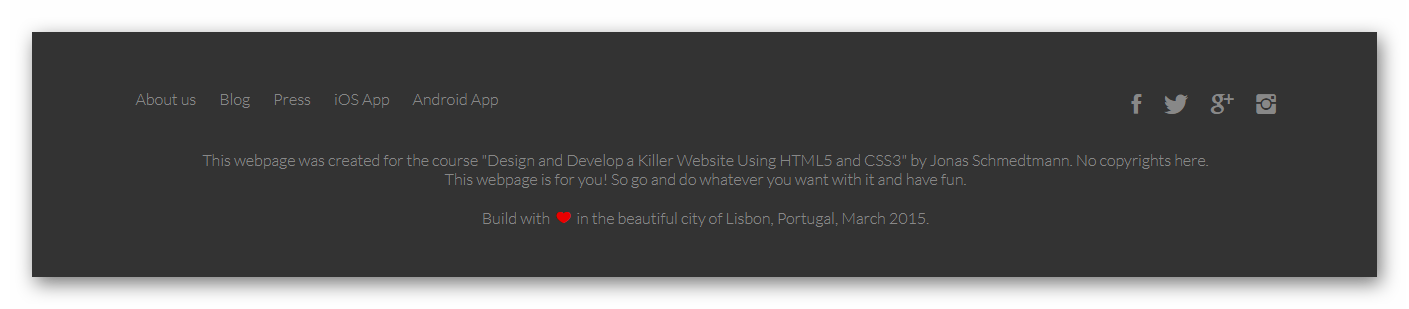 About us Blog Press iOS App Android App
This webpage was created for the course "Design and Develop a Killer Website Using HTML5 and CSS3" by Jonas Schmedtmann. No copyrights here.
This webpage is for you! So go and do whatever you want with it and have fun.
Build with ♥ in the beautiful city of Lisbon, Portugal, March 2015.